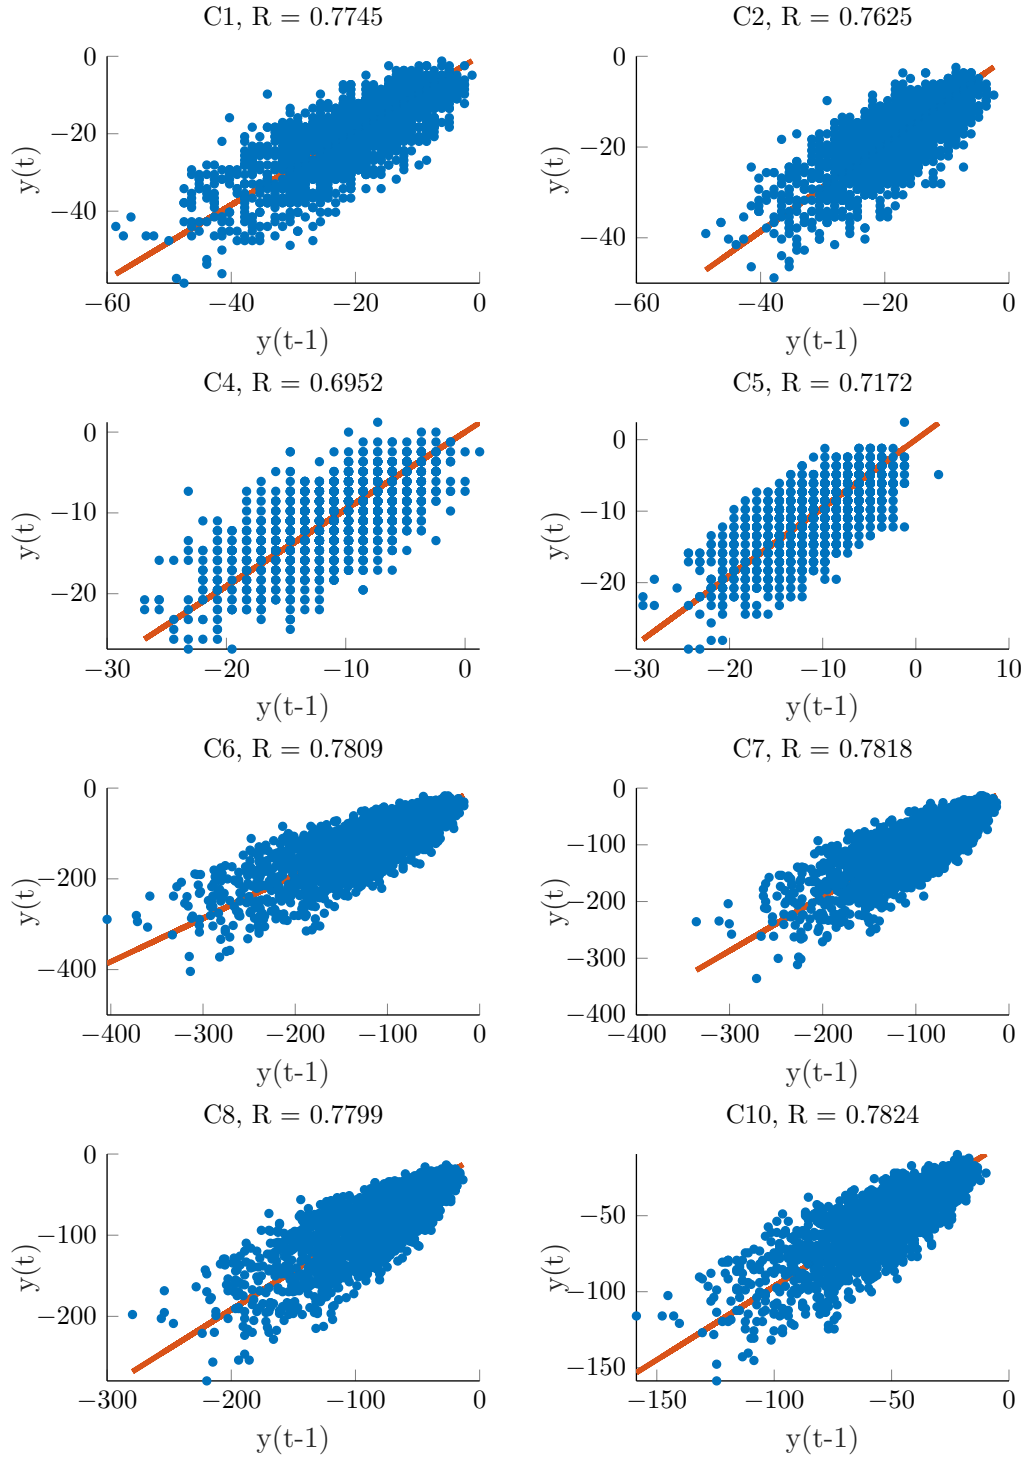 C1, R = 0.7745
0
−20
−40
y(t)
−60
−40
−20
0
y(t-1)
C2, R = 0.7625
0
−20
−40
y(t)
−60
−40
−20
0
y(t-1)
C4, R = 0.6952
0
−10
−20
y(t)
−30
−20
−10
0
y(t-1)
C5, R = 0.7172
0
−10
−20
y(t)
−30
−20
−10
0
10
y(t-1)
C6, R = 0.7809
0
−200
−400
y(t)
−400
−300
−200
−100
0
y(t-1)
C7, R = 0.7818
0
−100
−200
−300
−400
y(t)
−400
−300
−200
−100
0
y(t-1)
C8, R = 0.7799
0
−100
−200
y(t)
−300
−200
−100
0
y(t-1)
C10, R = 0.7824
−50
−100
−150
y(t)
−150
−100
−50
0
y(t-1)